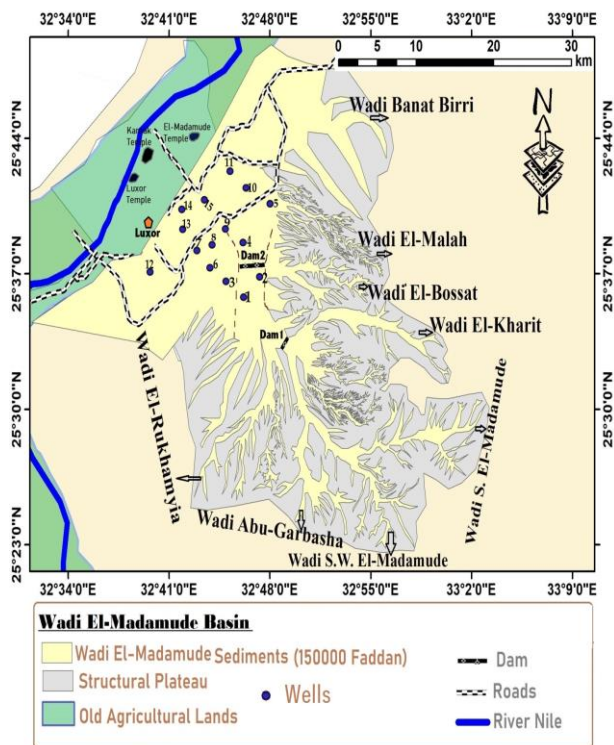 32°34'0"E 32°41'0"E 32°48'0"E 32°55'0"E 33°2'0"E 33°9'0"E
0 5 10 20 30
km
Wadi Banat Birri
N
25°44'0"N
25°44'0"N
Karnak
Temple
El-Madamude
Temple
Luxor
Temple
Luxor
11
10
5
14
15
13
9
8
7
4
Dam2
12
6
3
2
1
Wadi El-Malah
25°37'0"N
25°37'0"N
Wadi El-Bossat
Wadi El-Kharit
Dam1
Wadi El-Rukhamyia
25°30'0"N
25°30'0"N
Wadi S. El-Madamude
Wadi Abu-Garbasha
Wadi S.W. El-Madamude
25°23'0"N
25°23'0"N
32°34'0"E 32°41'0"E 32°48'0"E 32°55'0"E 33°2'0"E 33°9'0"E
Wadi El-Madamude Basin
Wadi El-Madamude Sediments (150000 Faddan)
Structural Plateau
Old Agricultural Lands
Wells
Dam
Roads
River Nile